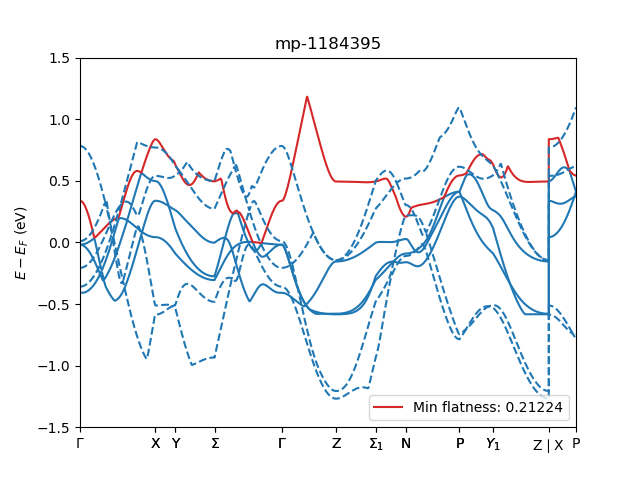 mp-1184395
1.5
1.0
0.5
0.0
−0.5
−1.0
−1.5
E − E_F (eV)
Min flatness: 0.21224
Γ X Y Σ Γ Z Σ₁ N P Y₁ Z | X P